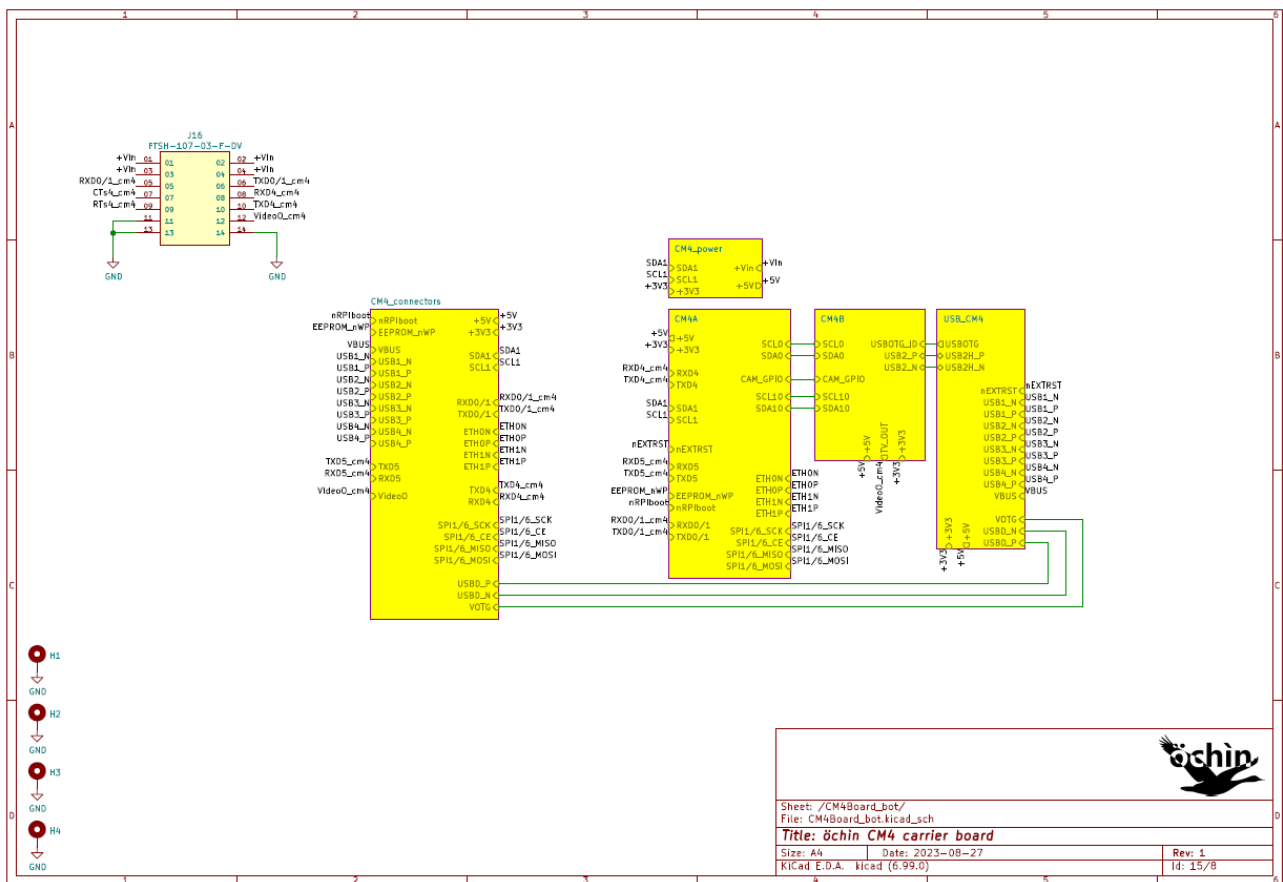 1 2 3 4 5 6
A A
B B
C C
D D
J16
FTSH-107-03-F-DV
+Vin 01 01 02 02 +Vin
+Vin 03 03 04 04 +Vin
RXD0/1_cm4 05 05 06 06 TXD0/1_cm4
CTs4_cm4 07 07 08 08 RXD4_cm4
RTs4_cm4 09 09 10 10 TXD4_cm4
11 11 12 12 VideoO_cm4
13 13 14 14
GND GND
CM4_power
SDA1 SDA1 +Vin +Vin
SCL1 SCL1
+3V3 +3V3 +5V +5V
CM4_connectors
nRPIboot nRPIboot +5V +5V
EEPROM_nWP EEPROM_nWP +3V3 +3V3
VBUS VBUS SDA1 SDA1
USB1_N USB1_N SCL1 SCL1
USB1_P USB1_P
USB2_N USB2_N
USB2_P USB2_P RXD0/1 RXD0/1_cm4
USB3_N USB3_N TXD0/1 TXD0/1_cm4
USB3_P USB3_P
USB4_N USB4_N ETH0N ETH0N
USB4_P USB4_P ETH0P ETH0P
ETH1N ETH1N
ETH1P ETH1P
TXD5_cm4 TXD5
RXD5_cm4 RXD5
VideoO_cm4 VideoO TXD4 TXD4_cm4
RXD4 RXD4_cm4
SPI1/6_SCK SPI1/6_SCK
SPI1/6_CE SPI1/6_CE
SPI1/6_MISO SPI1/6_MISO
SPI1/6_MOSI SPI1/6_MOSI
USBD_P
USBD_N
VOTG
CM4A
+5V +5V
+3V3 +3V3
SCL0
SDA0
RXD4_cm4 RXD4
TXD4_cm4 TXD4
CAM_GPIO
SCL10
SDA1 SDA1 SDA10
SCL1 SCL1
nEXTRST nEXTRST
RXD5_cm4 RXD5
TXD5_cm4 TXD5
ETH0N ETH0N
ETH0P ETH0P
EEPROM_nWP EEPROM_nWP
ETH1N ETH1N
nRPIboot nRPIboot
ETH1P ETH1P
RXD0/1_cm4 RXD0/1
TXD0/1_cm4 TXD0/1
SPI1/6_SCK SPI1/6_SCK
SPI1/6_CE SPI1/6_CE
SPI1/6_MISO SPI1/6_MISO
SPI1/6_MOSI SPI1/6_MOSI
CM4B
SCL0 USBOTG_ID
SDA0 USB2_P
USB2_N
CAM_GPIO
SCL10
SDA10
+5V TV_OUT +3V3
+5V VideoO_cm4 +3V3
USB_CM4
USBOTG
USB2H_P
USB2H_N
nEXTRST nEXTRST
USB1_N USB1_N
USB1_P USB1_P
USB2_N USB2_N
USB2_P USB2_P
USB3_N USB3_N
USB3_P USB3_P
USB4_N USB4_N
USB4_P USB4_P
VBUS VBUS
VOTG
USBD_N
USBD_P
+3V3 +5V
+3V3 +5V
H1
GND
H2
GND
H3
GND
H4
GND
öchìn
Sheet: /CM4Board_bot/
File: CM4Board_bot.kicad_sch
Title: öchìn CM4 carrier board
Size: A4 Date: 2023-08-27 Rev: 1
KiCad E.D.A. kicad (6.99.0) Id: 15/8
1 2 3 4 5 6